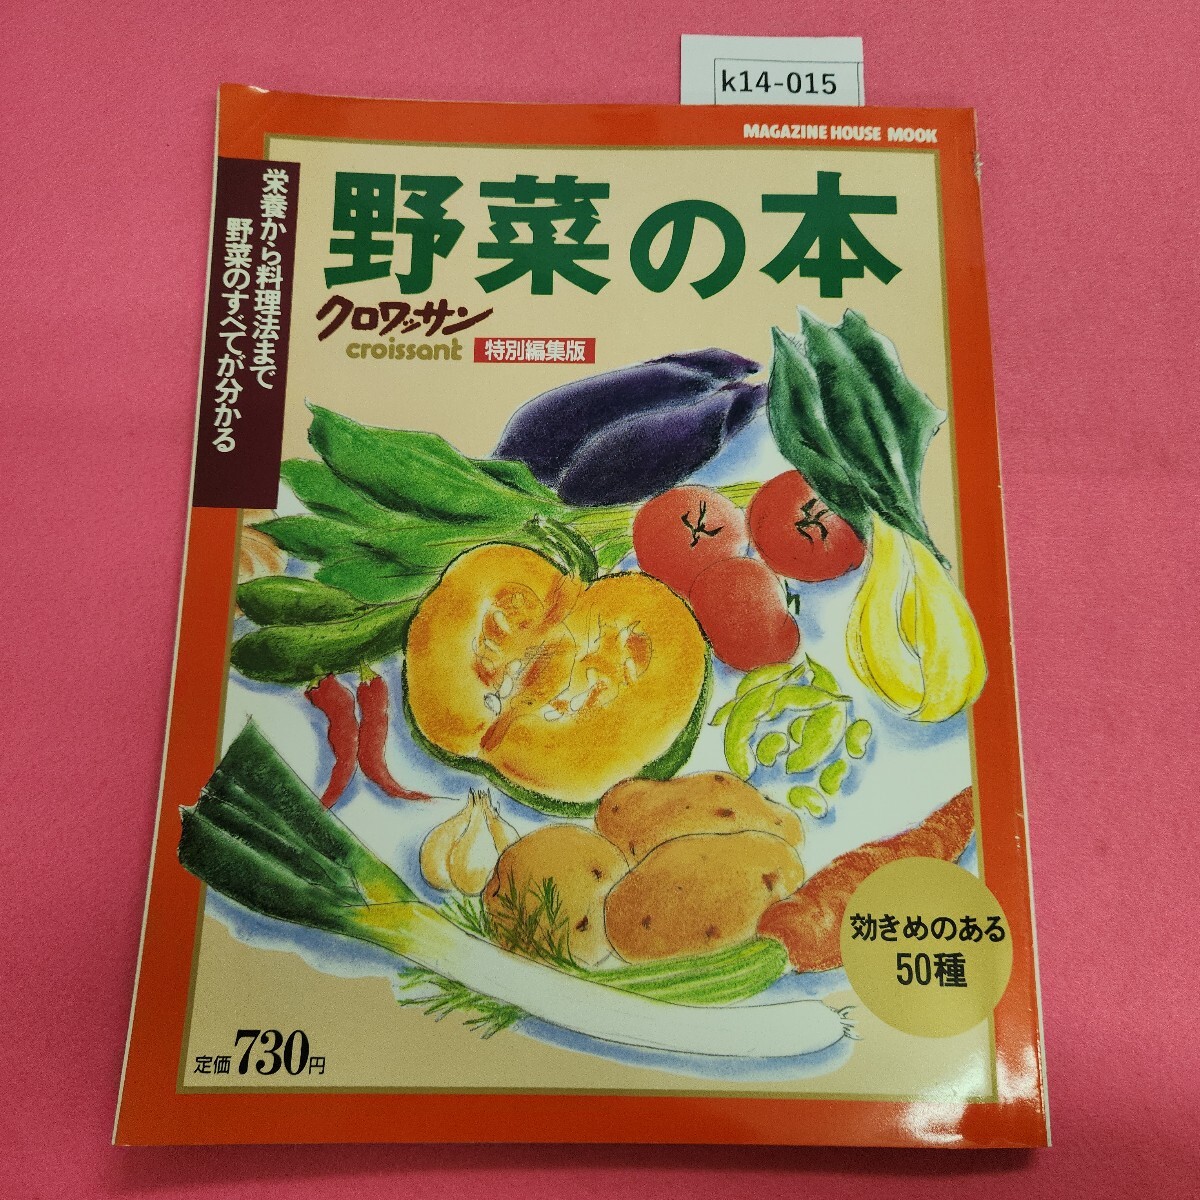 k14-015
MAGAZINE HOUSE MOOK
栄養から料理法まで
野菜のすべてが分かる
野菜の本
クロワッサン
croissant
特別編集版
効きめのある
50種
定価730円